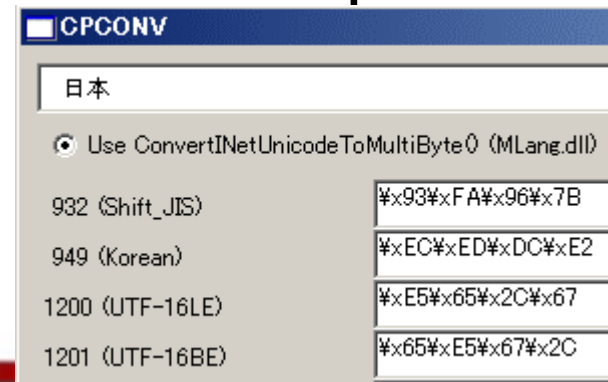 CPCONV
日本
Use ConvertINetUnicodeToMultiByte() (MLang.dll)
932 (Shift_JIS) ¥x93¥xFA¥x96¥x7B
949 (Korean) ¥xEC¥xED¥xDC¥xE2
1200 (UTF-16LE) ¥xE5¥x65¥x2C¥x67
1201 (UTF-16BE) ¥x65¥xE5¥x67¥x2C